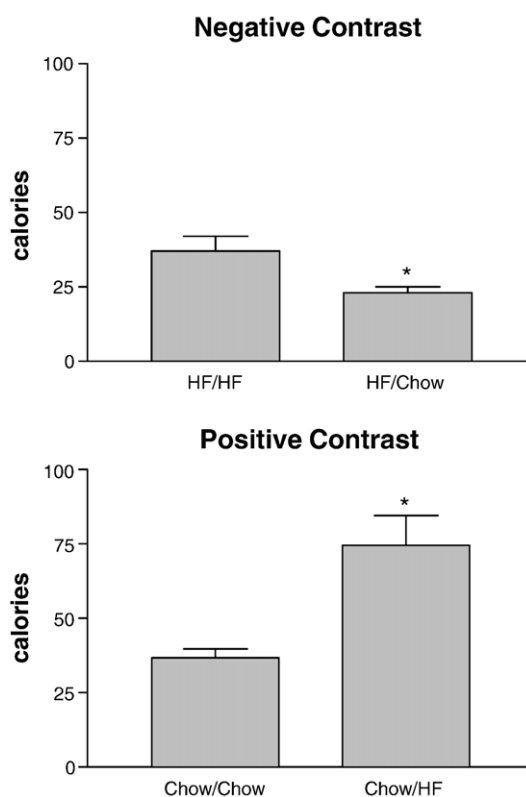 Negative Contrast
100
75
50
25
0
calories
*
HF/HF
HF/Chow
Positive Contrast
100
75
50
25
0
calories
*
Chow/Chow
Chow/HF